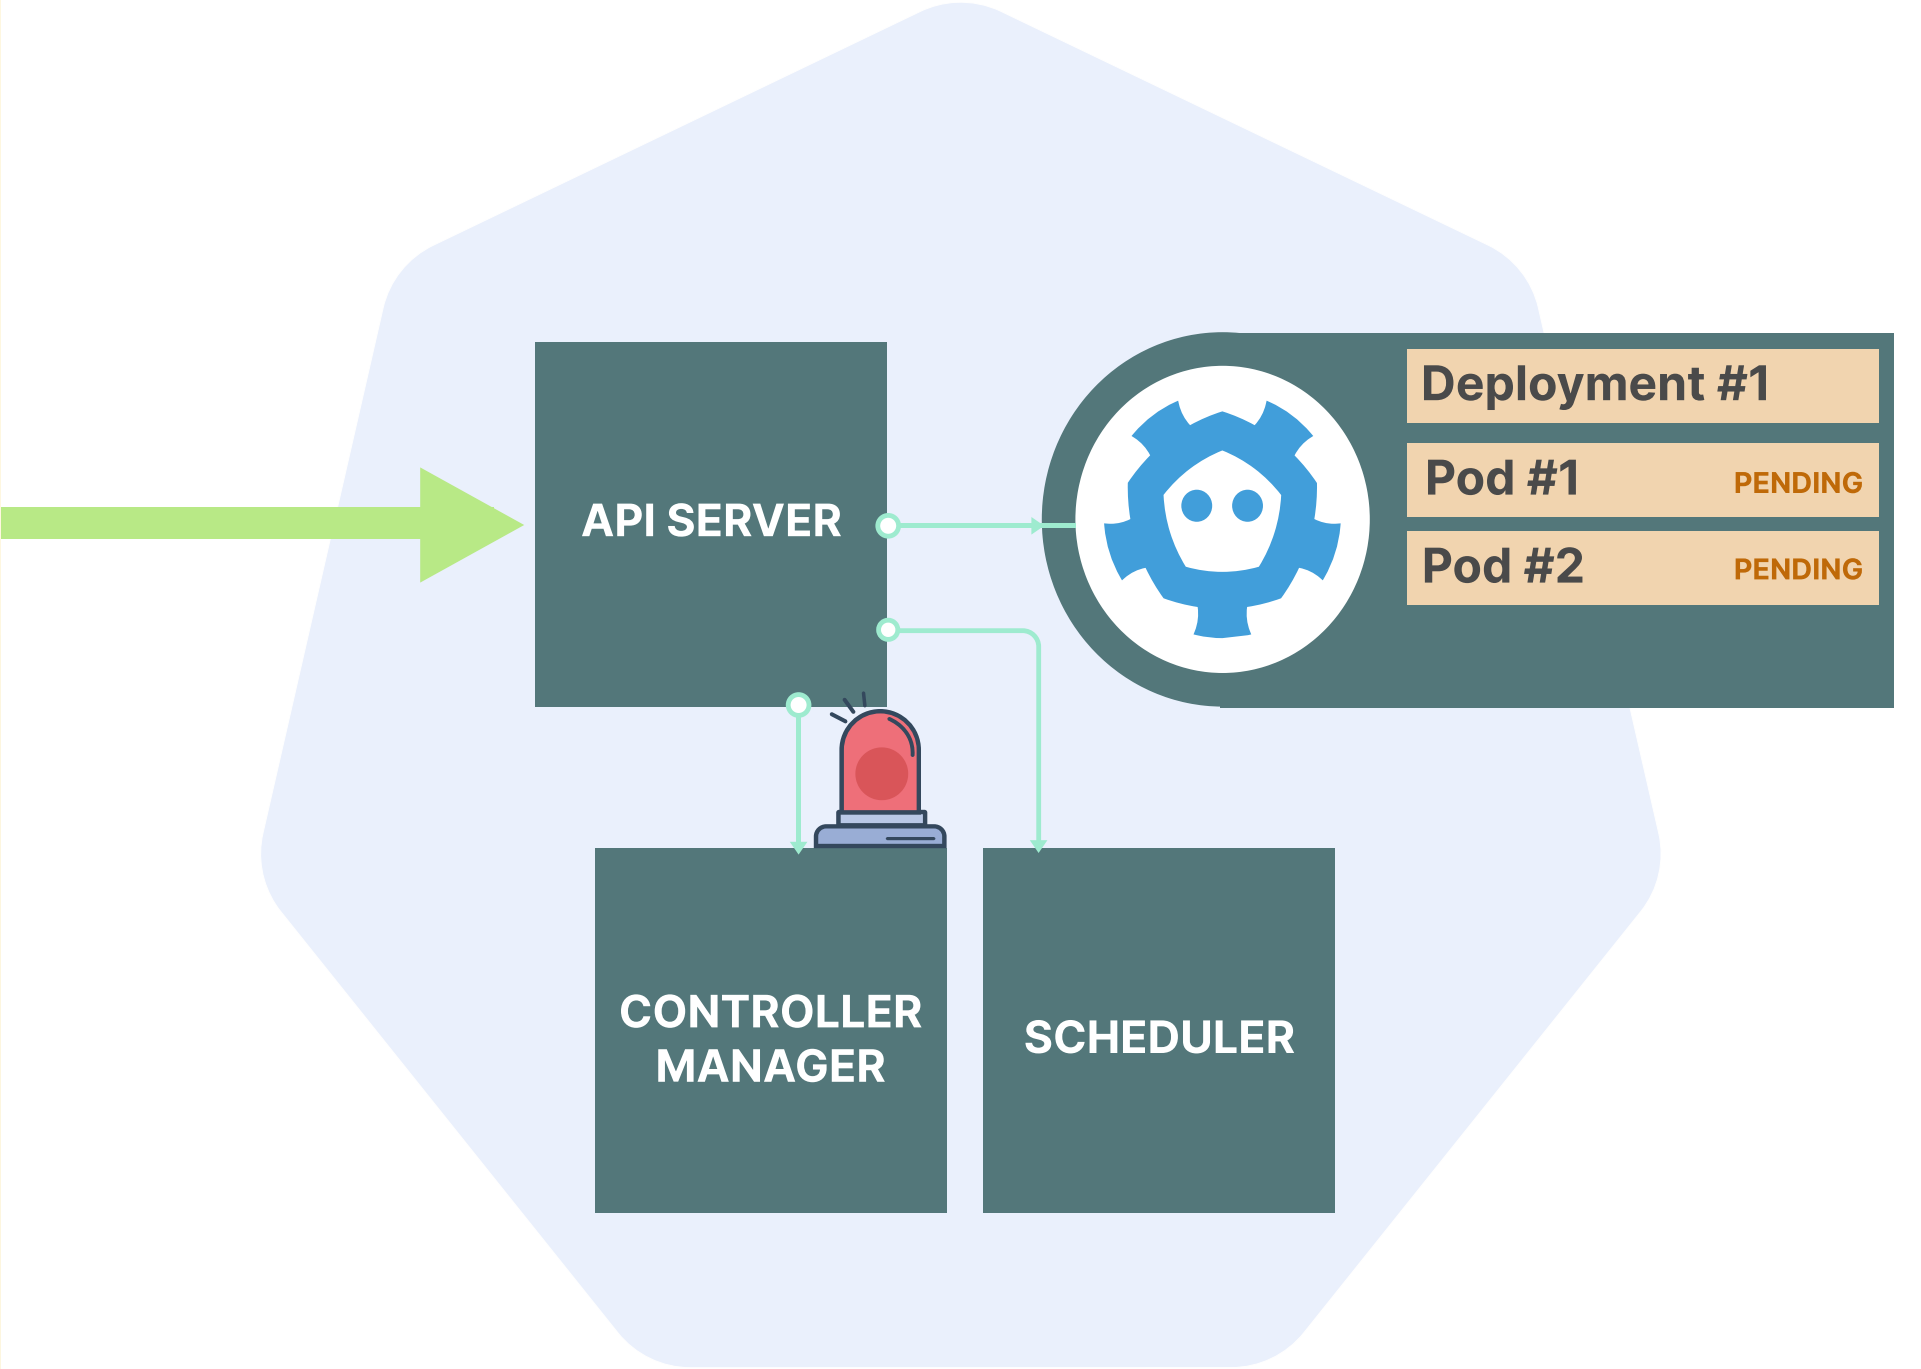 API SERVER
Deployment #1
Pod #1 PENDING
Pod #2 PENDING
CONTROLLER
MANAGER
SCHEDULER